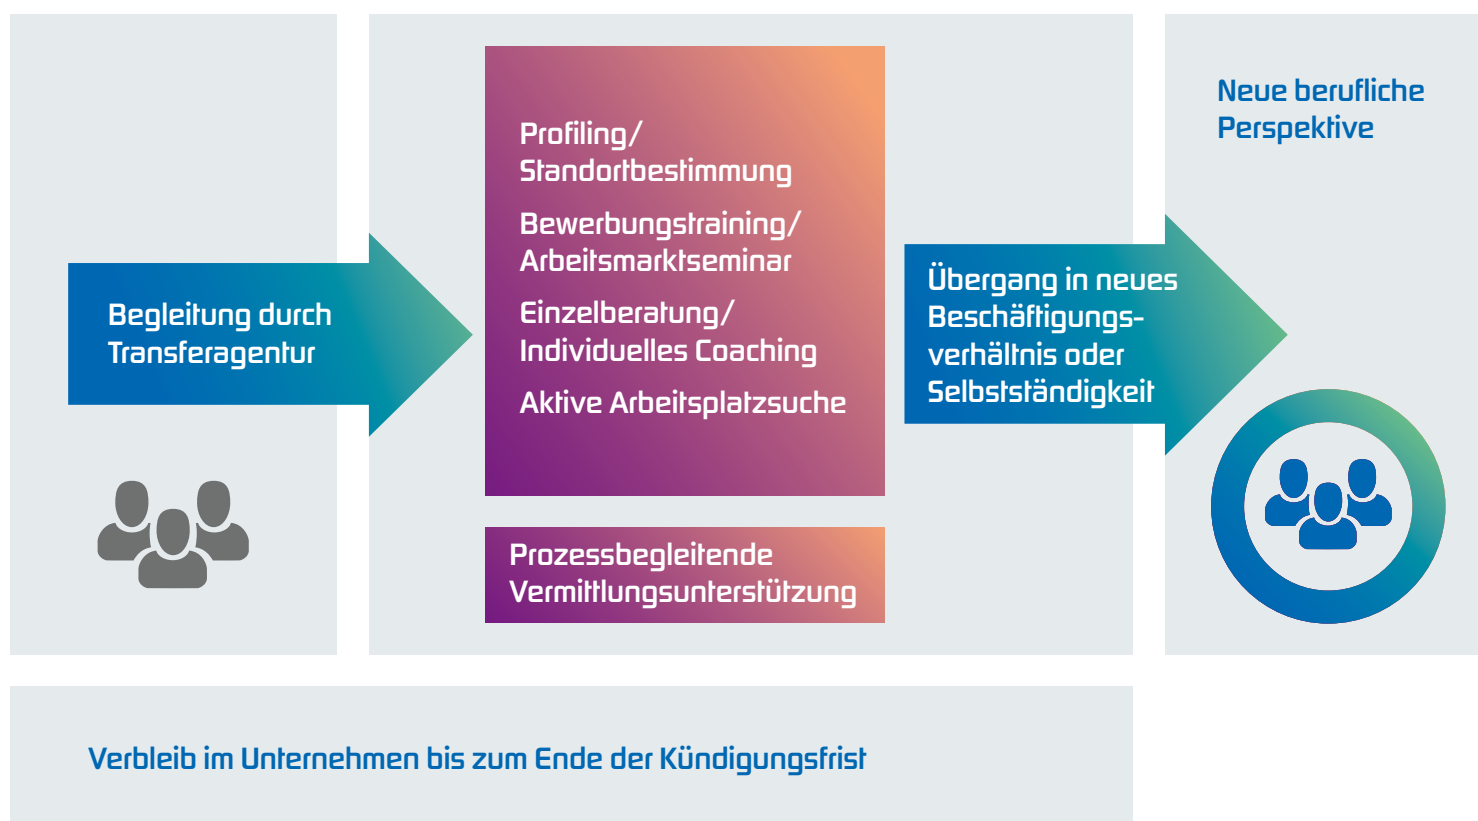 Begleitung durch
Transferagentur
Profiling/
Standortbestimmung
Bewerbungstraining/
Arbeitsmarktseminar
Einzelberatung/
Individuelles Coaching
Aktive Arbeitsplatzsuche
Prozessbegleitende
Vermittlungsunterstützung
Übergang in neues
Beschäftigungs-
verhältnis oder
Selbstständigkeit
Neue berufliche
Perspektive
Verbleib im Unternehmen bis zum Ende der Kündigungsfrist